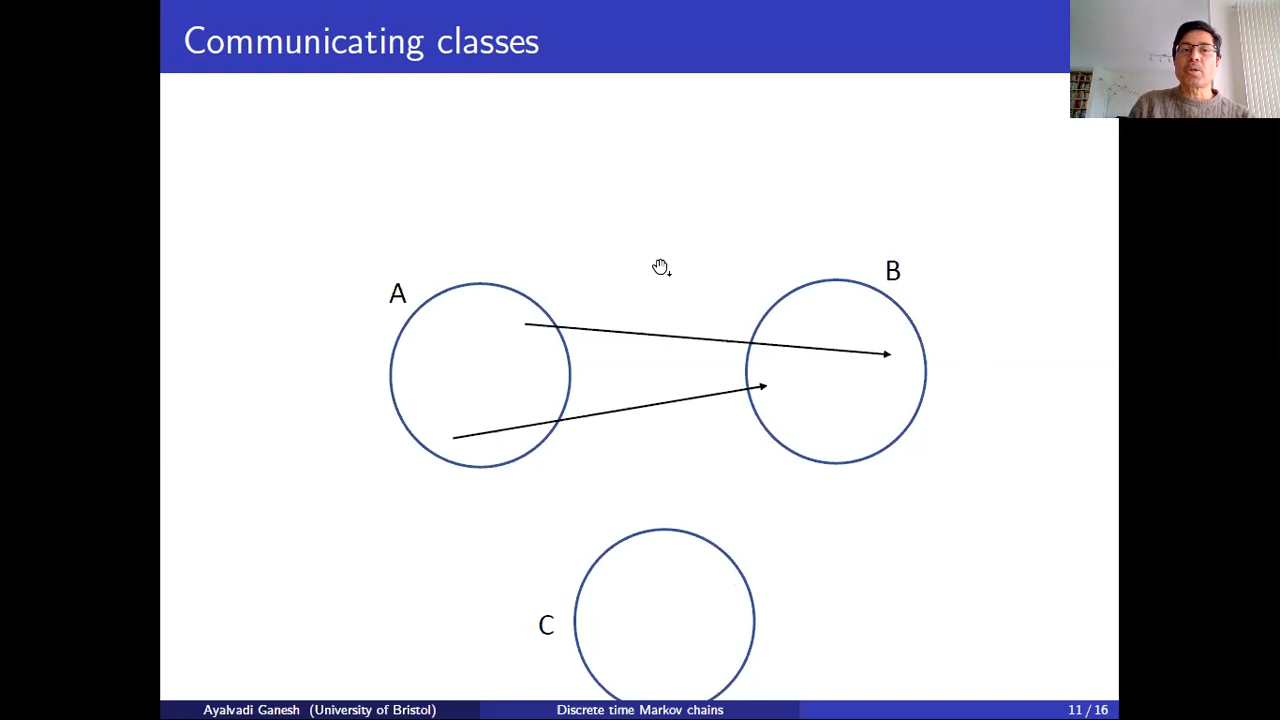 Communicating classes
A
B
C
Ayalvadi Ganesh (University of Bristol)
Discrete time Markov chains
11 / 16